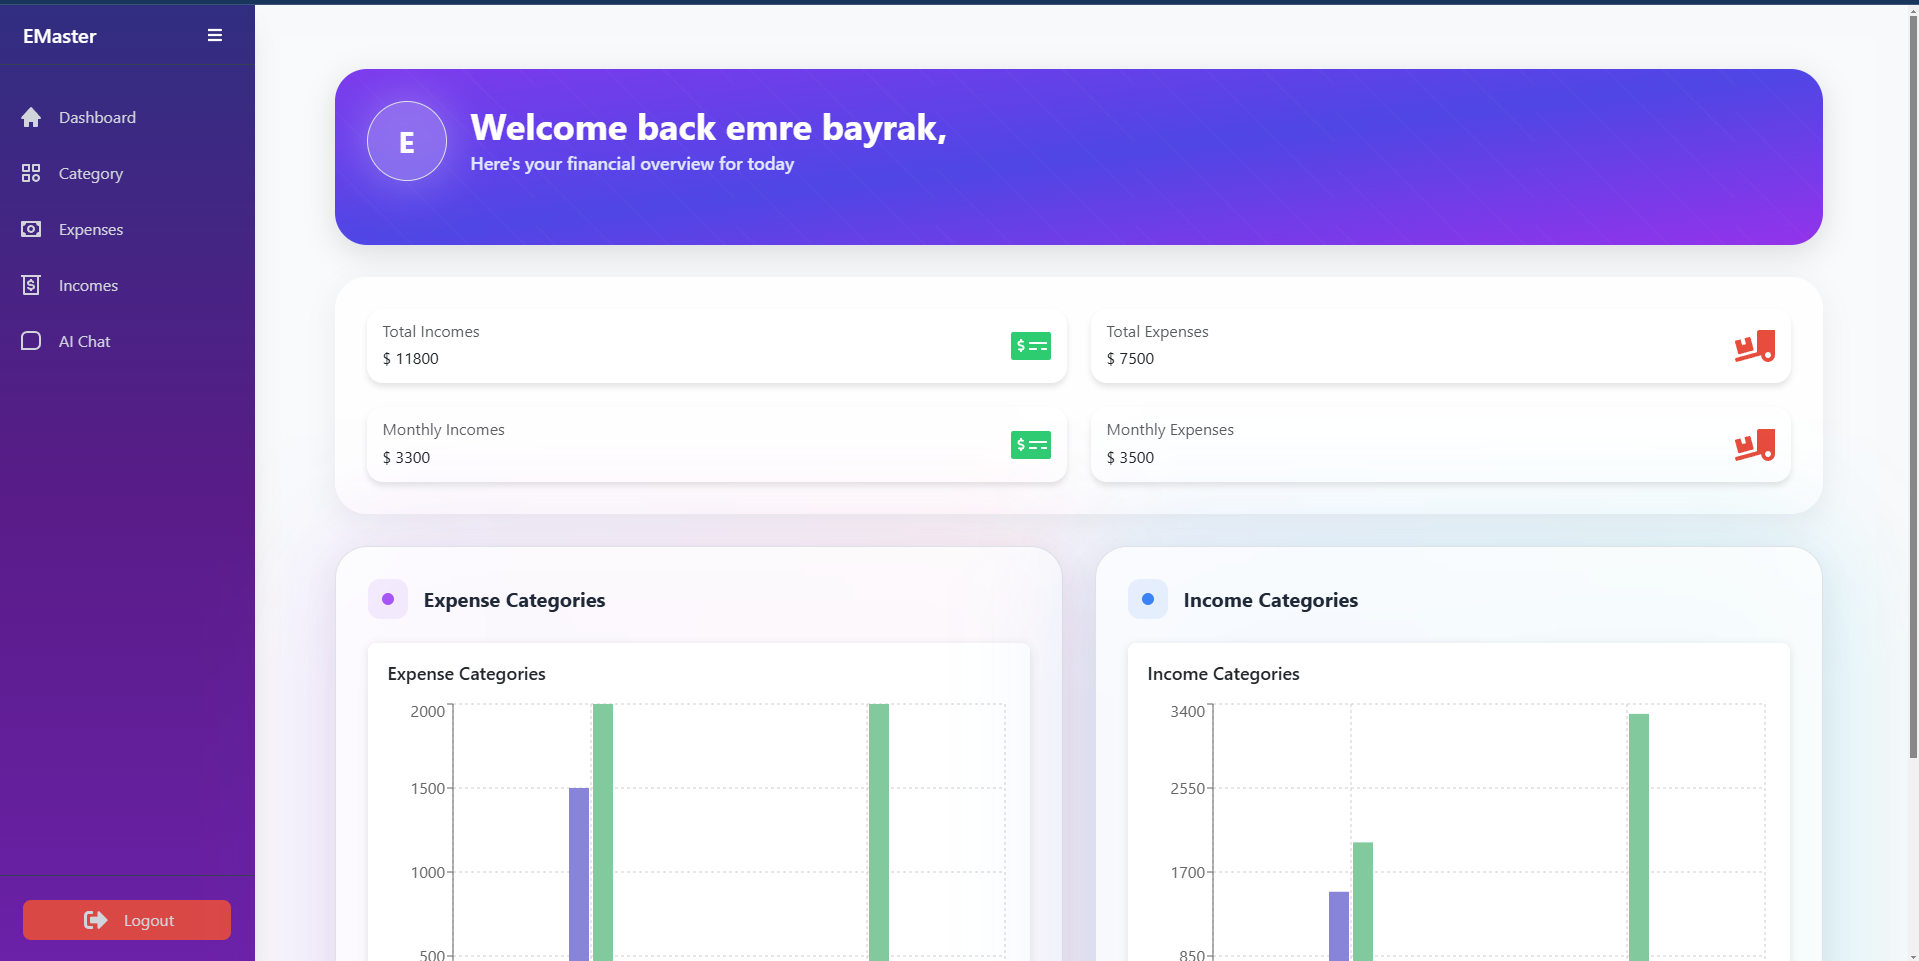 EMaster
Dashboard
Category
Expenses
Incomes
AI Chat
Logout
E
Welcome back emre bayrak,
Here's your financial overview for today
Total Incomes
$ 11800
Total Expenses
$ 7500
Monthly Incomes
$ 3300
Monthly Expenses
$ 3500
Expense Categories
Expense Categories
2000
1500
1000
500
Income Categories
Income Categories
3400
2550
1700
850